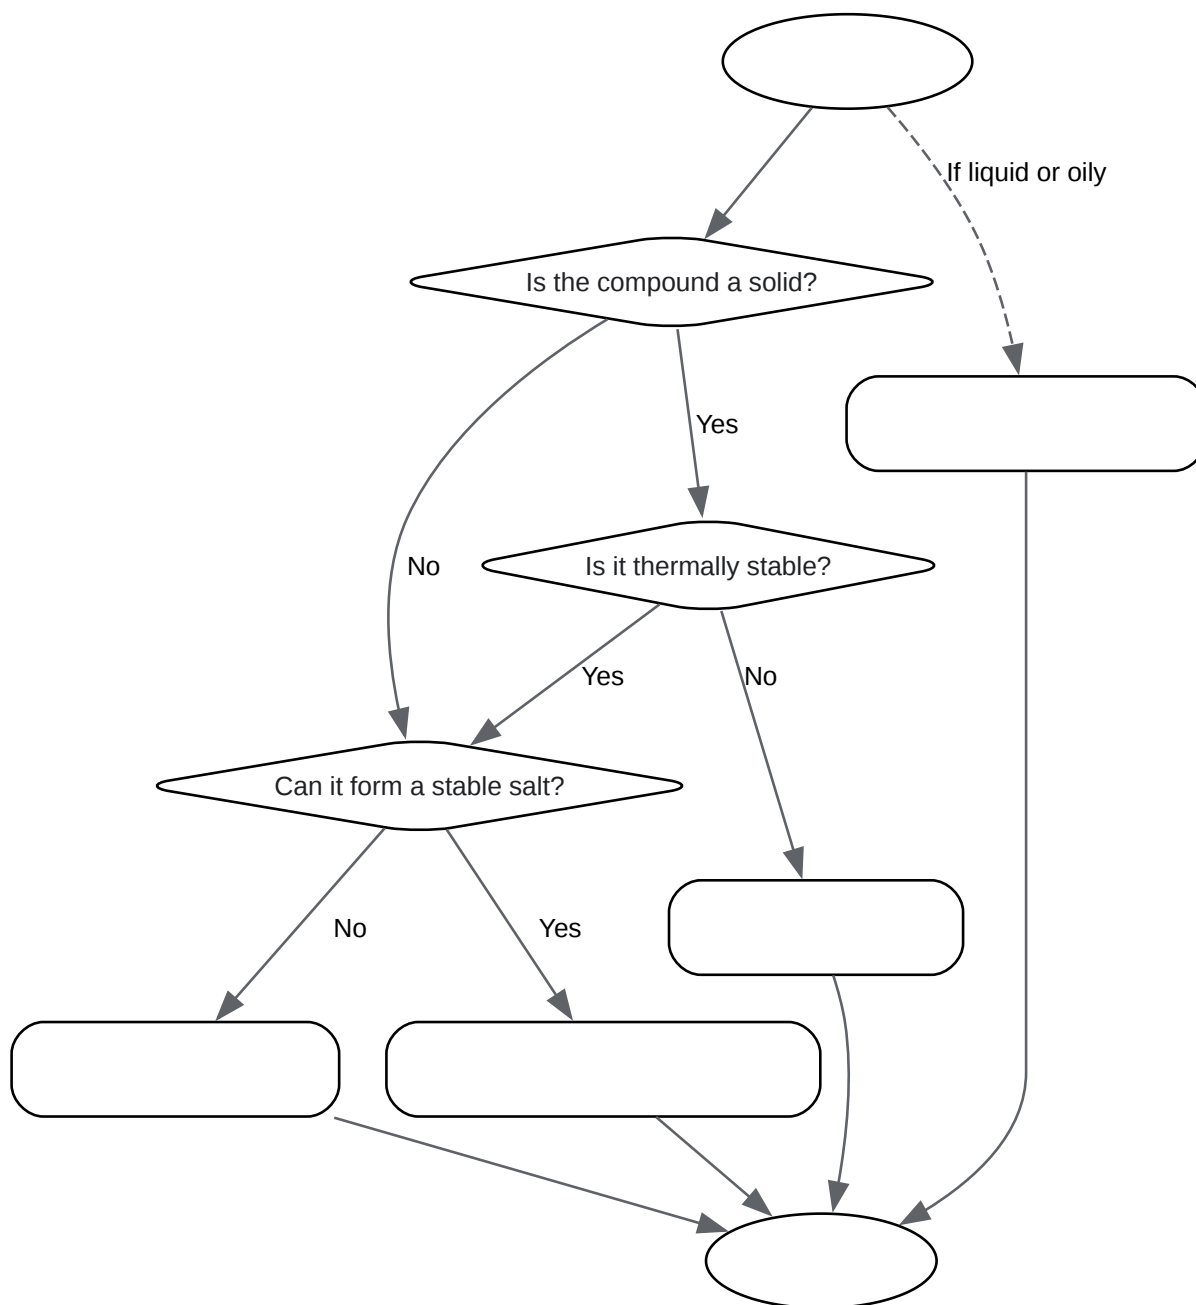 If liquid or oily
Is the compound a solid?
Yes
No
Is it thermally stable?
Yes
No
Can it form a stable salt?
No
Yes